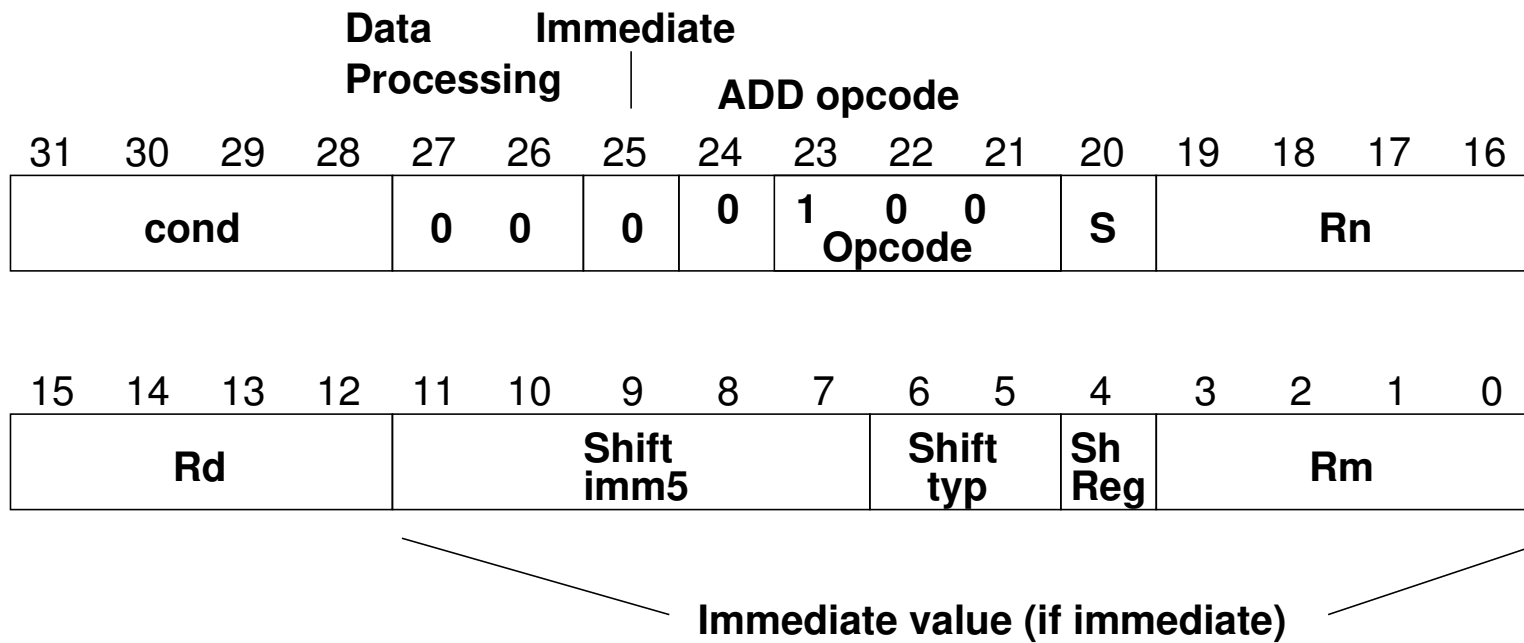 Data Immediate
Processing
ADD opcode
31 30 29 28 27 26 25 24 23 22 21 20 19 18 17 16
cond 0 0 0 0 1 0 0 S Rn
Opcode
15 14 13 12 11 10 9 8 7 6 5 4 3 2 1 0
Rd Shift Shift Sh Rm
imm5 typ Reg
Immediate value (if immediate)